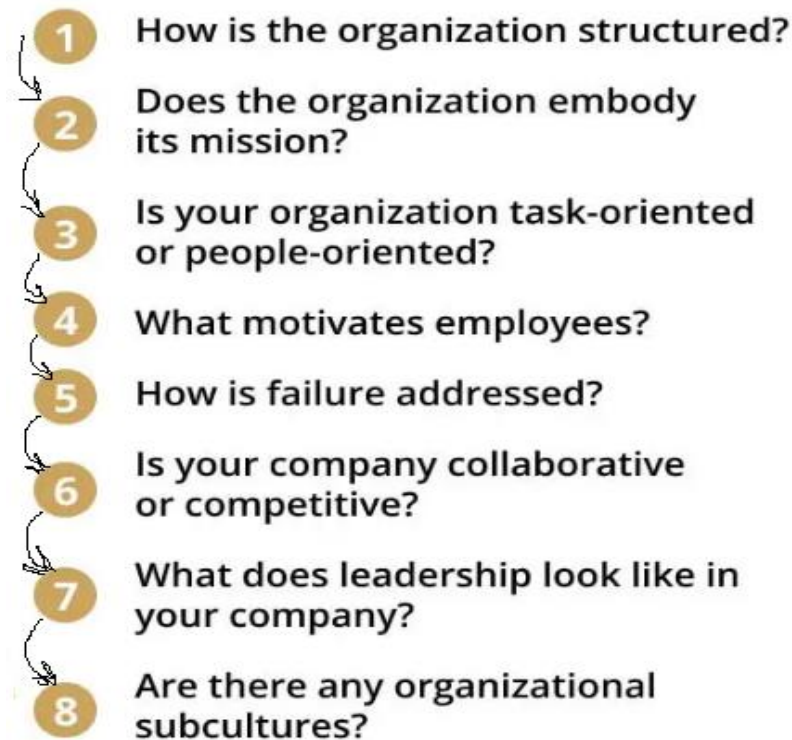 1 How is the organization structured?
2 Does the organization embody
its mission?
3 Is your organization task-oriented
or people-oriented?
4 What motivates employees?
5 How is failure addressed?
6 Is your company collaborative
or competitive?
7 What does leadership look like in
your company?
8 Are there any organizational
subcultures?